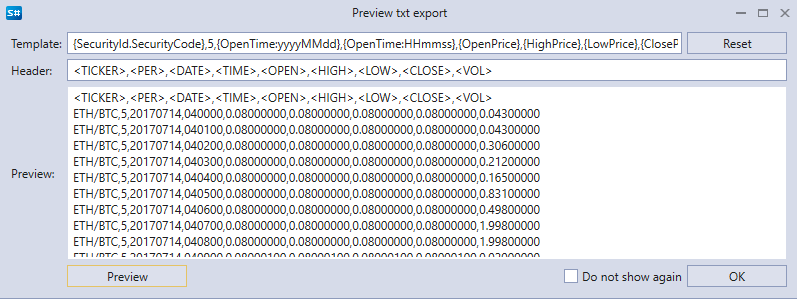 S#
Preview txt export
Template: {SecurityId.SecurityCode},5,{OpenTime:yyyyMMdd},{OpenTime:HHmmss},{OpenPrice},{HighPrice},{LowPrice},{CloseP Reset
Header: <TICKER>,<PER>,<DATE>,<TIME>,<OPEN>,<HIGH>,<LOW>,<CLOSE>,<VOL>
<TICKER>,<PER>,<DATE>,<TIME>,<OPEN>,<HIGH>,<LOW>,<CLOSE>,<VOL>
ETH/BTC,5,20170714,040000,0.08000000,0.08000000,0.08000000,0.08000000,0.04300000
ETH/BTC,5,20170714,040100,0.08000000,0.08000000,0.08000000,0.08000000,0.04300000
ETH/BTC,5,20170714,040200,0.08000000,0.08000000,0.08000000,0.08000000,0.30600000
ETH/BTC,5,20170714,040300,0.08000000,0.08000000,0.08000000,0.08000000,0.21200000
Preview: ETH/BTC,5,20170714,040400,0.08000000,0.08000000,0.08000000,0.08000000,0.16500000
ETH/BTC,5,20170714,040500,0.08000000,0.08000000,0.08000000,0.08000000,0.83100000
ETH/BTC,5,20170714,040600,0.08000000,0.08000000,0.08000000,0.08000000,0.49800000
ETH/BTC,5,20170714,040700,0.08000000,0.08000000,0.08000000,0.08000000,1.99800000
ETH/BTC,5,20170714,040800,0.08000000,0.08000000,0.08000000,0.08000000,1.99800000
Preview Do not show again OK